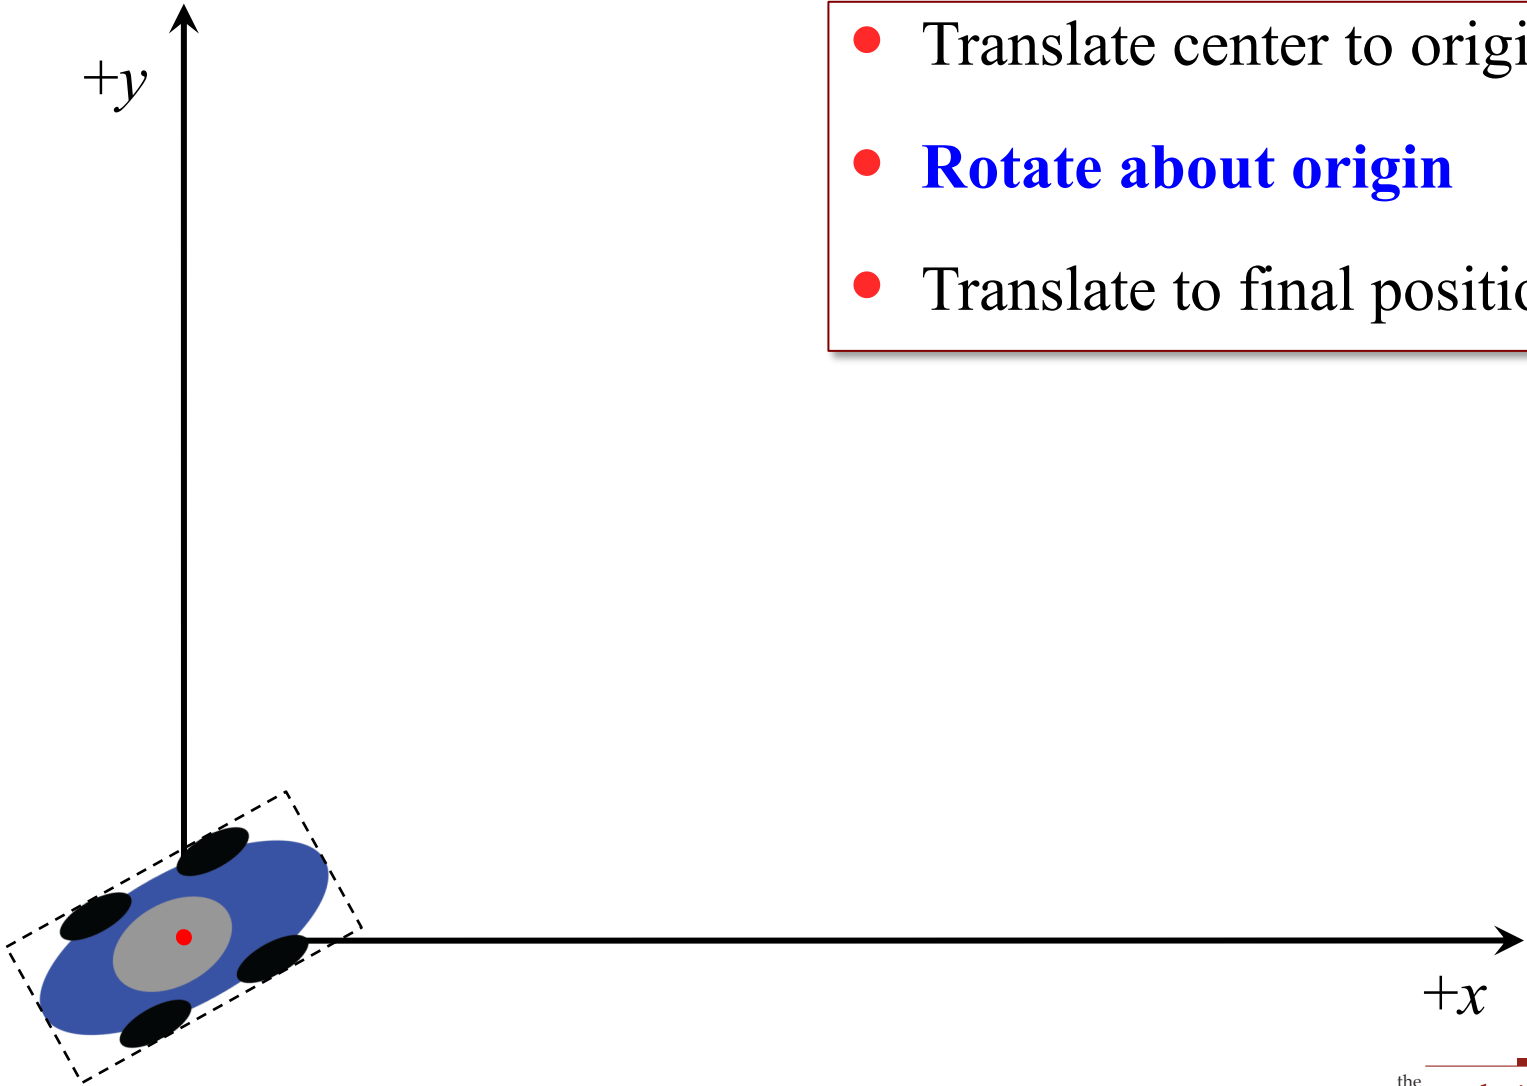 +y
Translate center to origi
Rotate about origin
Translate to final positio
+x
the